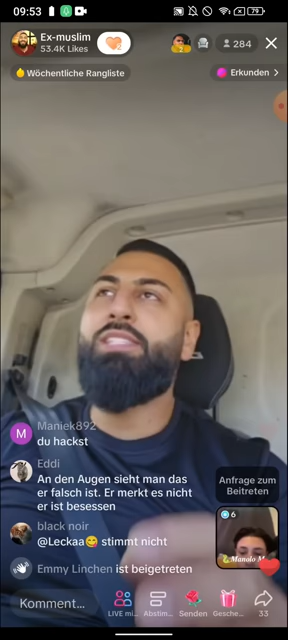 09:53
79
Ex-muslim
53.4K Likes
284
Wöchentliche Rangliste
Erkunden >
Maniek892
M
du hackst
Eddi
An den Augen sieht man das
er falsch ist. Er merkt es nicht
er ist besessen
Anfrage zum
Beitreten
6
black noir
@Leckaa😋 stimmt nicht
Emmy Linchen ist beigetreten
Komment...
LIVE mi...
Abstim...
Senden
Gesche...
33